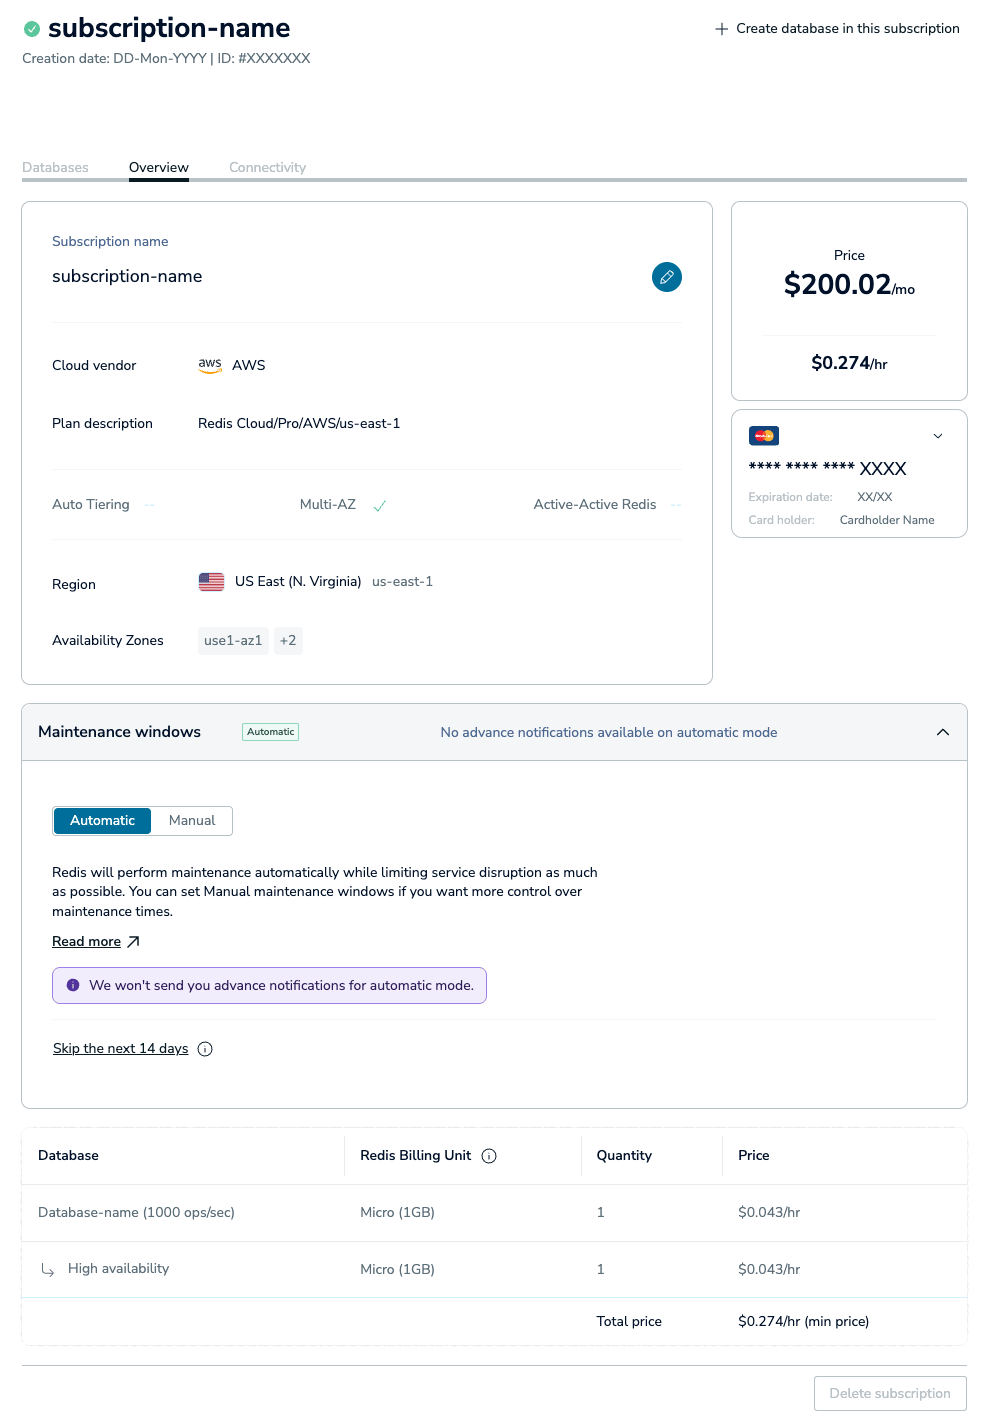 subscription-name
Create database in this subscription
Creation date: DD-Mon-YYYY | ID: #XXXXXXX
Databases Overview Connectivity
Subscription name
subscription-name
Price
$200.02/mo
$0.274/hr
Cloud vendor aws AWS
Plan description Redis Cloud/Pro/AWS/us-east-1
**** **** **** XXXX
Expiration date: XX/XX
Card holder: Cardholder Name
Auto Tiering -- Multi-AZ Active-Active Redis --
Region US East (N. Virginia) us-east-1
Availability Zones use1-az1 +2
Maintenance windows Automatic No advance notifications available on automatic mode
Automatic Manual
Redis will perform maintenance automatically while limiting service disruption as much
as possible. You can set Manual maintenance windows if you want more control over
maintenance times.
Read more
We won't send you advance notifications for automatic mode.
Skip the next 14 days
Database Redis Billing Unit Quantity Price
Database-name (1000 ops/sec) Micro (1GB) 1 $0.043/hr
High availability Micro (1GB) 1 $0.043/hr
Total price $0.274/hr (min price)
Delete subscription